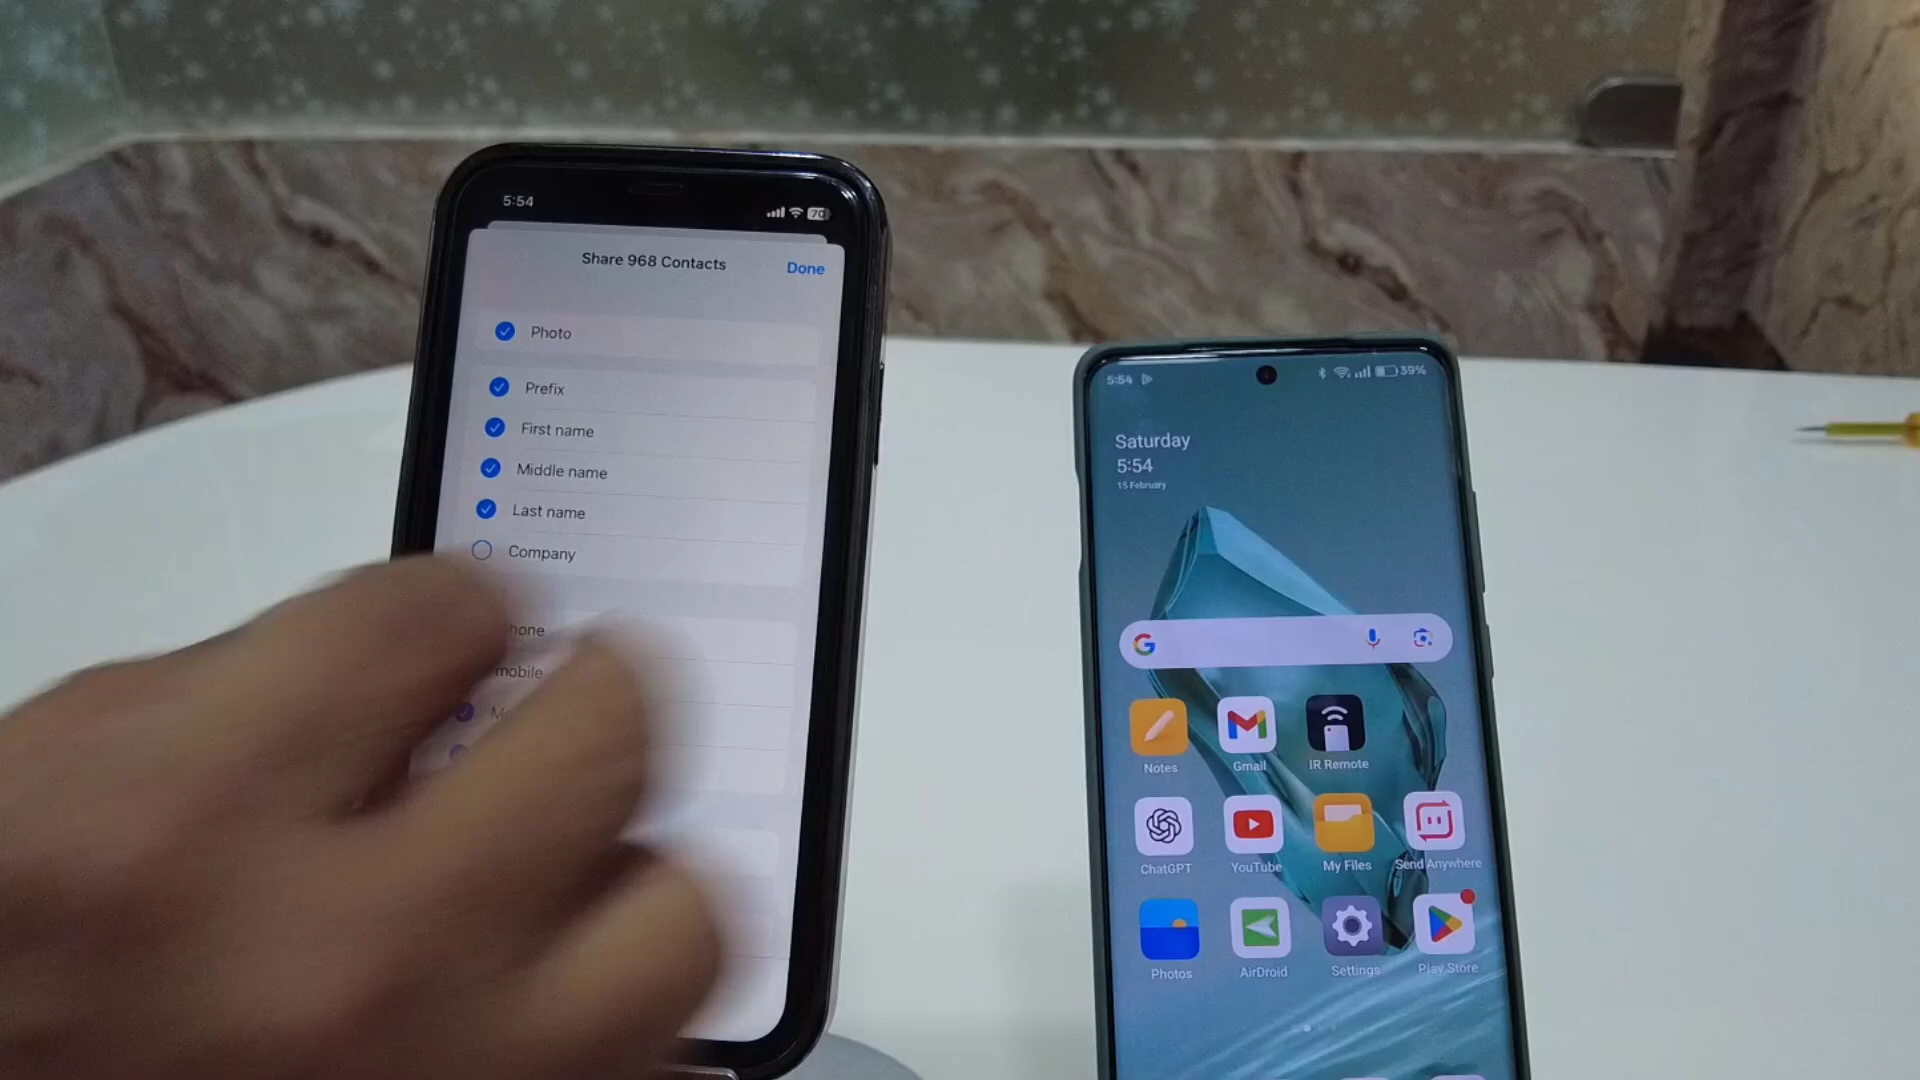 5:54
70
Share 968 Contacts
Done
Photo
Prefix
First name
Middle name
Last name
Company
hone
mobile
5:54
39%
Saturday
5:54
15 February
Notes
Gmail
IR Remote
ChatGPT
YouTube
My Files
Send Anywhere
Photos
AirDroid
Settings
Play Store